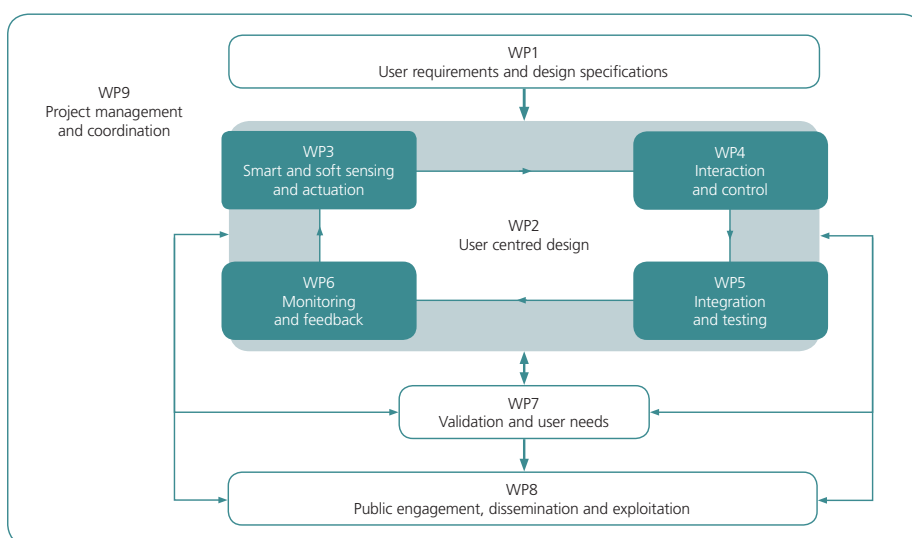 WP1
User requirements and design specifications
WP9
Project management
and coordination
WP3
Smart and soft sensing
and actuation
WP4
Interaction
and control
WP2
User centred design
WP6
Monitoring
and feedback
WP5
Integration
and testing
WP7
Validation and user needs
WP8
Public engagement, dissemination and exploitation